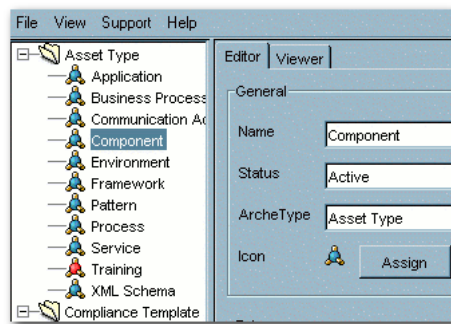 File View Support Help
Asset Type
Application
Business Process
Communication Ac
Component
Environment
Framework
Pattern
Process
Service
Training
XML Schema
Compliance Template
Editor Viewer
General
Name Component
Status Active
ArcheType Asset Type
Icon Assign